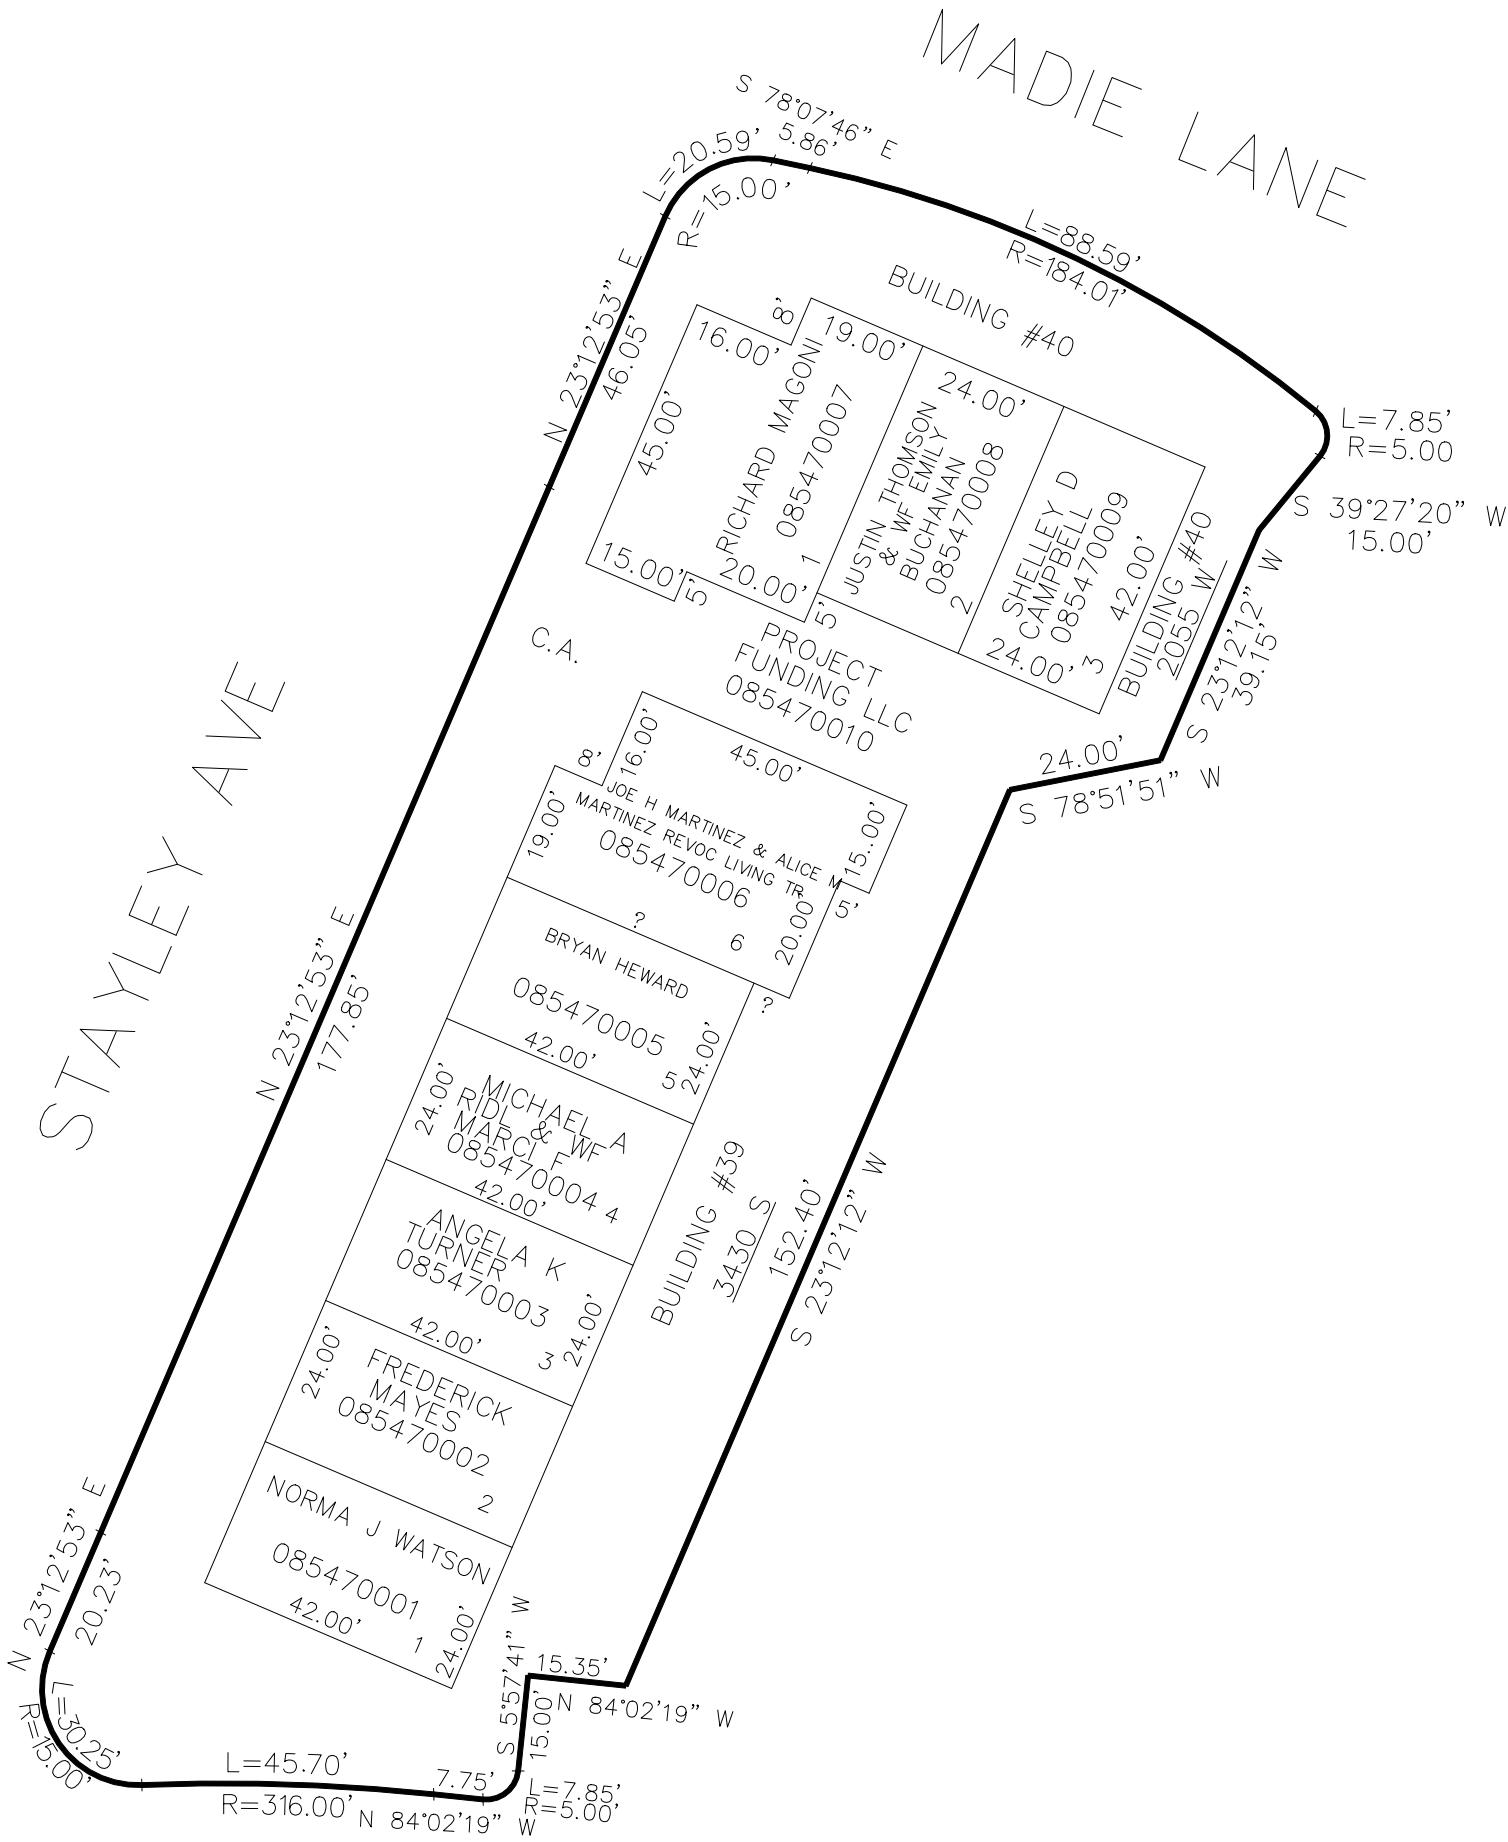 MADIE LANE
S 78°07'46" E
5.86'
L=20.59'
R=15.00'
L=88.59'
R=184.01'
N 23°12'53" E
46.05'
BUILDING #40
16.00'
8'
19.00'
45.00'
RICHARD MAGONI
085470007
1
15.00'
5'
20.00'
24.00'
JUSTIN THOMSON
& WF EMILY
BUCHANAN
085470008
2
5'
SHELLEY D
CAMPBELL
085470009
42.00'
24.00'
3
BUILDING #40
2055 W
L=7.85'
R=5.00
S 39°27'20" W
15.00'
S 23°12'12" W
39.15'
24.00'
S 78°51'51" W
C.A.
PROJECT
FUNDING LLC
085470010
STAYLEY AVE
N 23°12'53" E
177.85'
8'
16.00'
45.00'
19.00'
JOE H MARTINEZ & ALICE M
MARTINEZ REVOC LIVING TR
085470006
15..00'
5'
20.00'
?
6
?
BRYAN HEWARD
085470005
42.00'
5
24.00'
24.00'
MICHAEL A
RIDL & WF
MARCI F
085470004
4
42.00'
ANGELA K
TURNER
085470003
42.00'
3
24.00'
BUILDING #39
3430 S
152.40'
S 23°12'12" W
24.00'
FREDERICK
MAYES
085470002
2
NORMA J WATSON
085470001
42.00'
1
24.00'
N 23°12'53" E
20.23'
L=30.25'
R=15.00'
L=45.70'
R=316.00'
7.75'
N 84°02'19" W
L=7.85'
R=5.00'
S 5°57'41" W
15.00'
15.35'
N 84°02'19" W